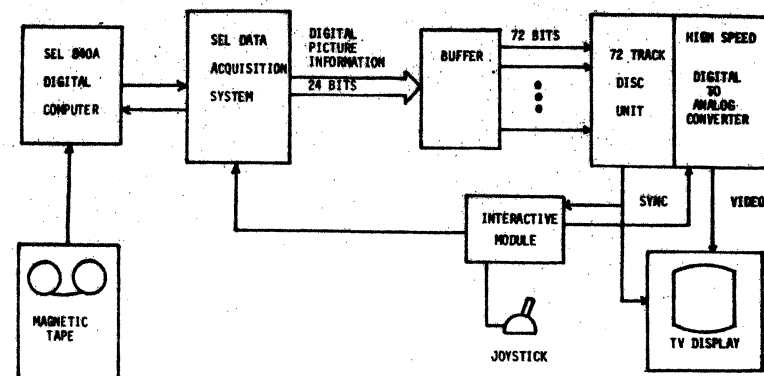 SEL 840A
DIGITAL
COMPUTER
SEL DATA
ACQUISITION
SYSTEM
DIGITAL
PICTURE
INFORMATION
24 BITS
BUFFER
72 BITS
72 TRACK
DISC
UNIT
HIGH SPEED
DIGITAL
TO
ANALOG
CONVERTER
SYNC
VIDEO
INTERACTIVE
MODULE
MAGNETIC
TAPE
JOYSTICK
TV DISPLAY